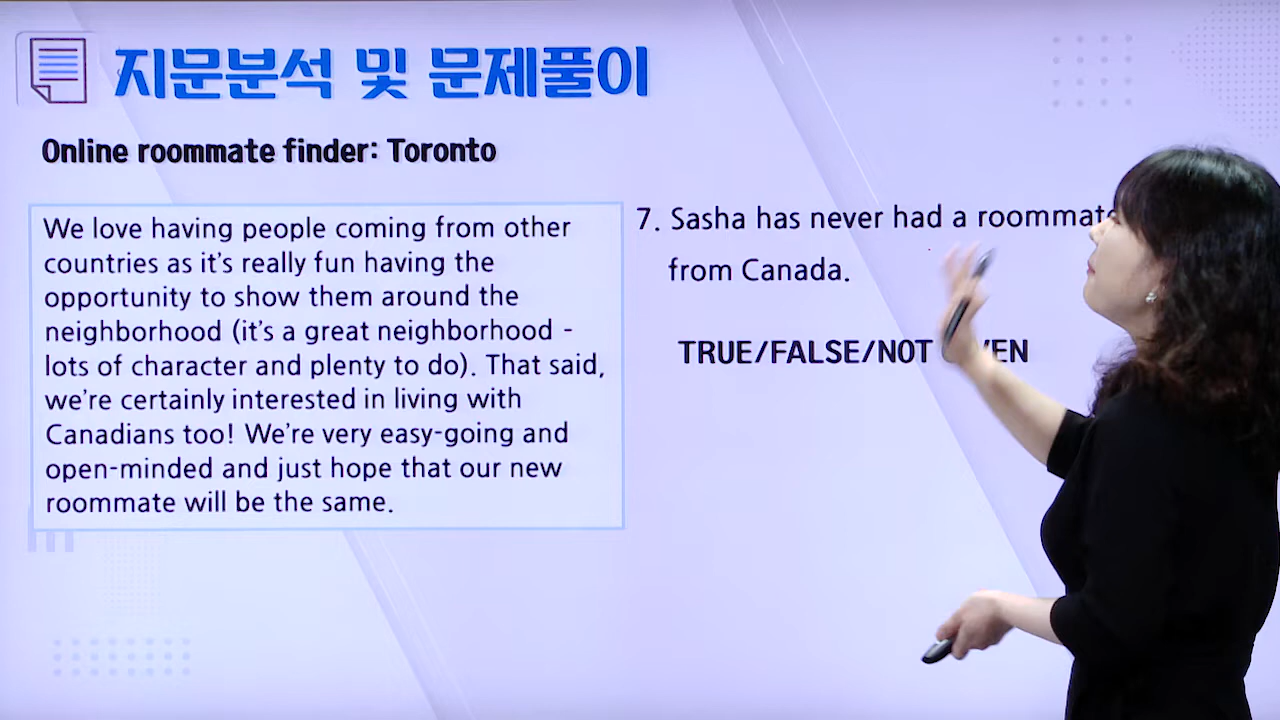 지문분석 및 문제풀이
Online roommate finder: Toronto
We love having people coming from other
countries as it's really fun having the
opportunity to show them around the
neighborhood (it's a great neighborhood -
lots of character and plenty to do). That said,
we're certainly interested in living with
Canadians too! We're very easy-going and
open-minded and just hope that our new
roommate will be the same.
7. Sasha has never had a
from Canada.
TRUE/FALSE/NOT